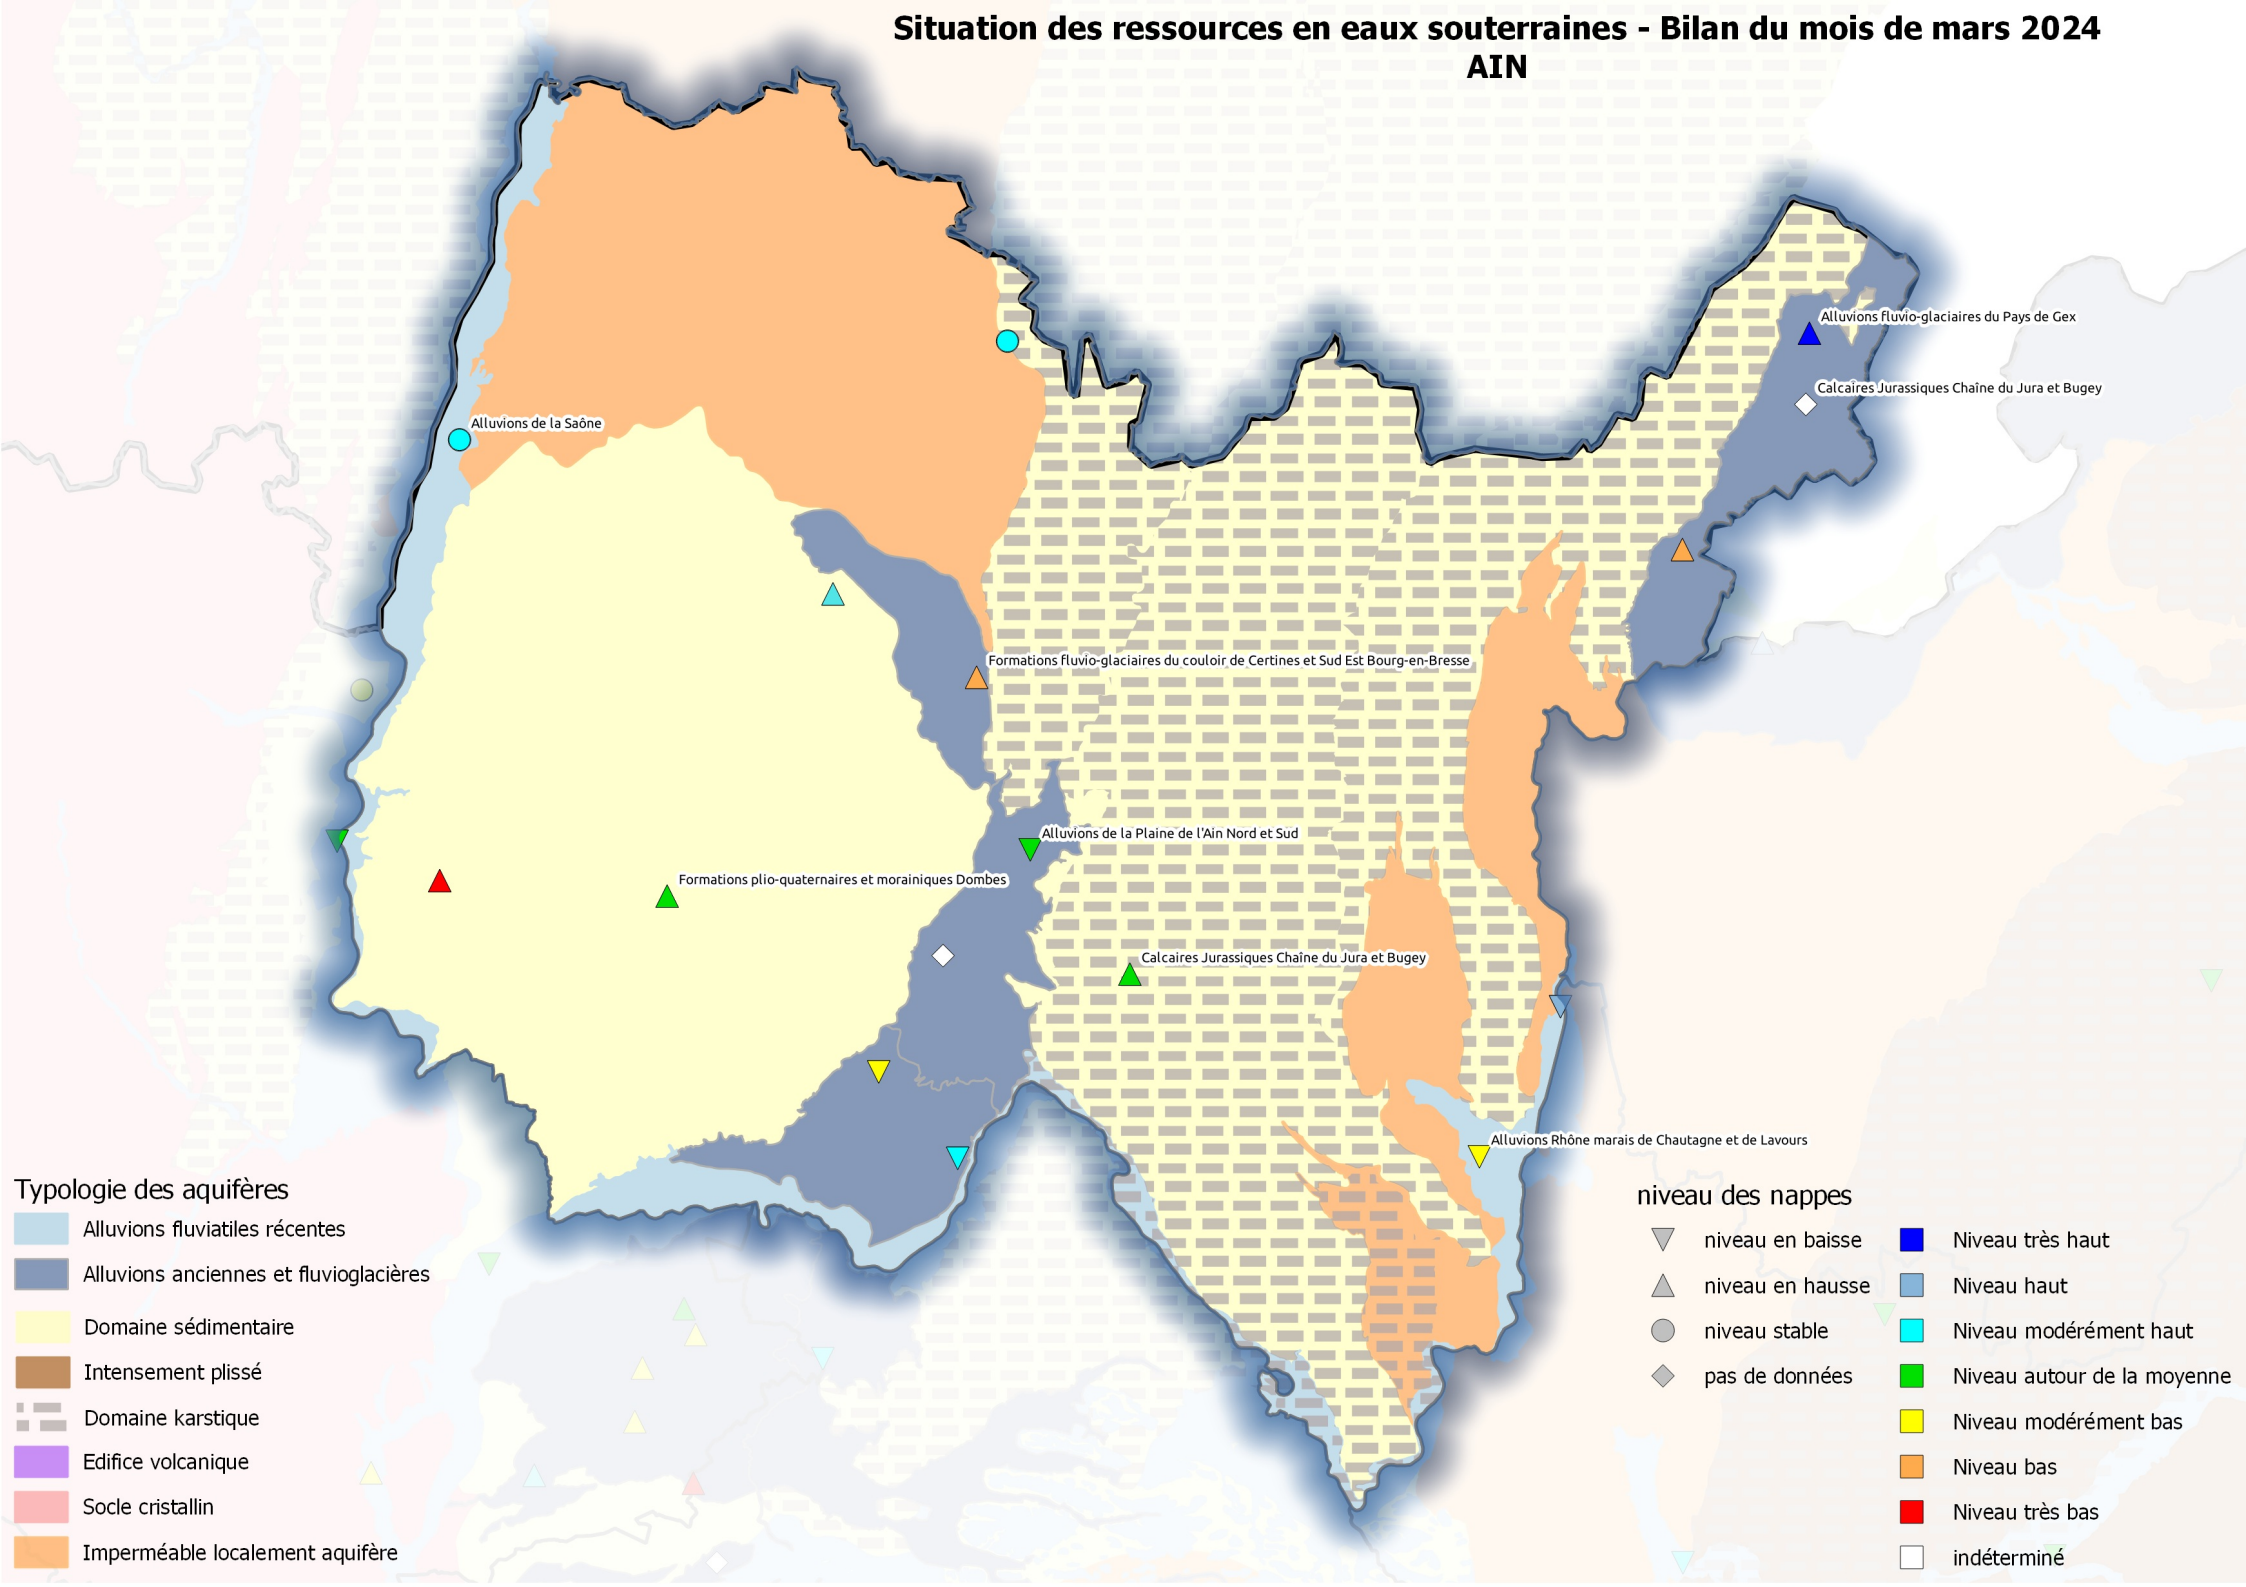 Situation des ressources en eaux souterraines - Bilan du mois de mars 2024
AIN
Alluvions fluvio-glaciaires du Pays de Gex
Calcaires Jurassiques Chaîne du Jura et Bugey
Alluvions de la Saône
Formations fluvio-glaciaires du couloir de Certines et Sud Est Bourg-en-Bresse
Alluvions de la Plaine de l'Ain Nord et Sud
Formations plio-quaternaires et morainiques Dombes
Calcaires Jurassiques Chaîne du Jura et Bugey
Alluvions Rhône marais de Chautagne et de Lavours
Typologie des aquifères
Alluvions fluviatiles récentes
Alluvions anciennes et fluvioglacières
Domaine sédimentaire
Intensement plissé
Domaine karstique
Edifice volcanique
Socle cristallin
Imperméable localement aquifère
niveau des nappes
niveau en baisse
niveau en hausse
niveau stable
pas de données
Niveau très haut
Niveau haut
Niveau modérément haut
Niveau autour de la moyenne
Niveau modérément bas
Niveau bas
Niveau très bas
indéterminé